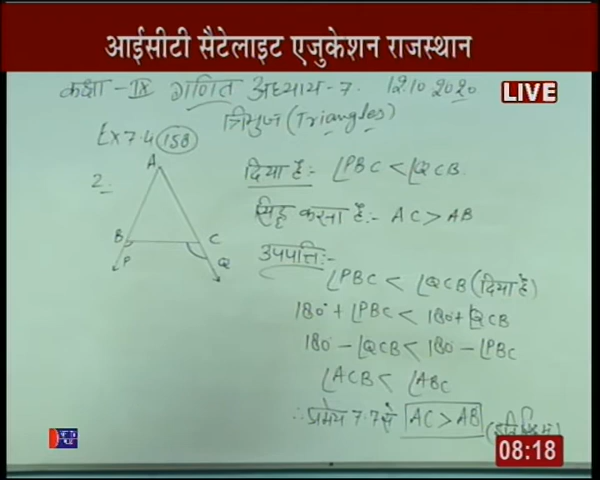 आईसीटी सैटेलाइट एजुकेशन राजस्थान
LIVE
कक्षा - IX गणित अध्याय - 7. 12.10.2020
त्रिभुज (Triangles)
Ex 7.4 (158)
2.
A
B
C
P
Q
दिया है:- ∠PBC < ∠QCB.
सिद्ध करना है:- AC > AB
उपपत्ति:-
∠PBC < ∠QCB (दिया है)
180° + ∠PBC < 180° + ∠QCB
180° - ∠QCB < 180° - ∠PBC
∠ACB < ∠ABC
∴ प्रमेय 7.7 से AC > AB
08:18